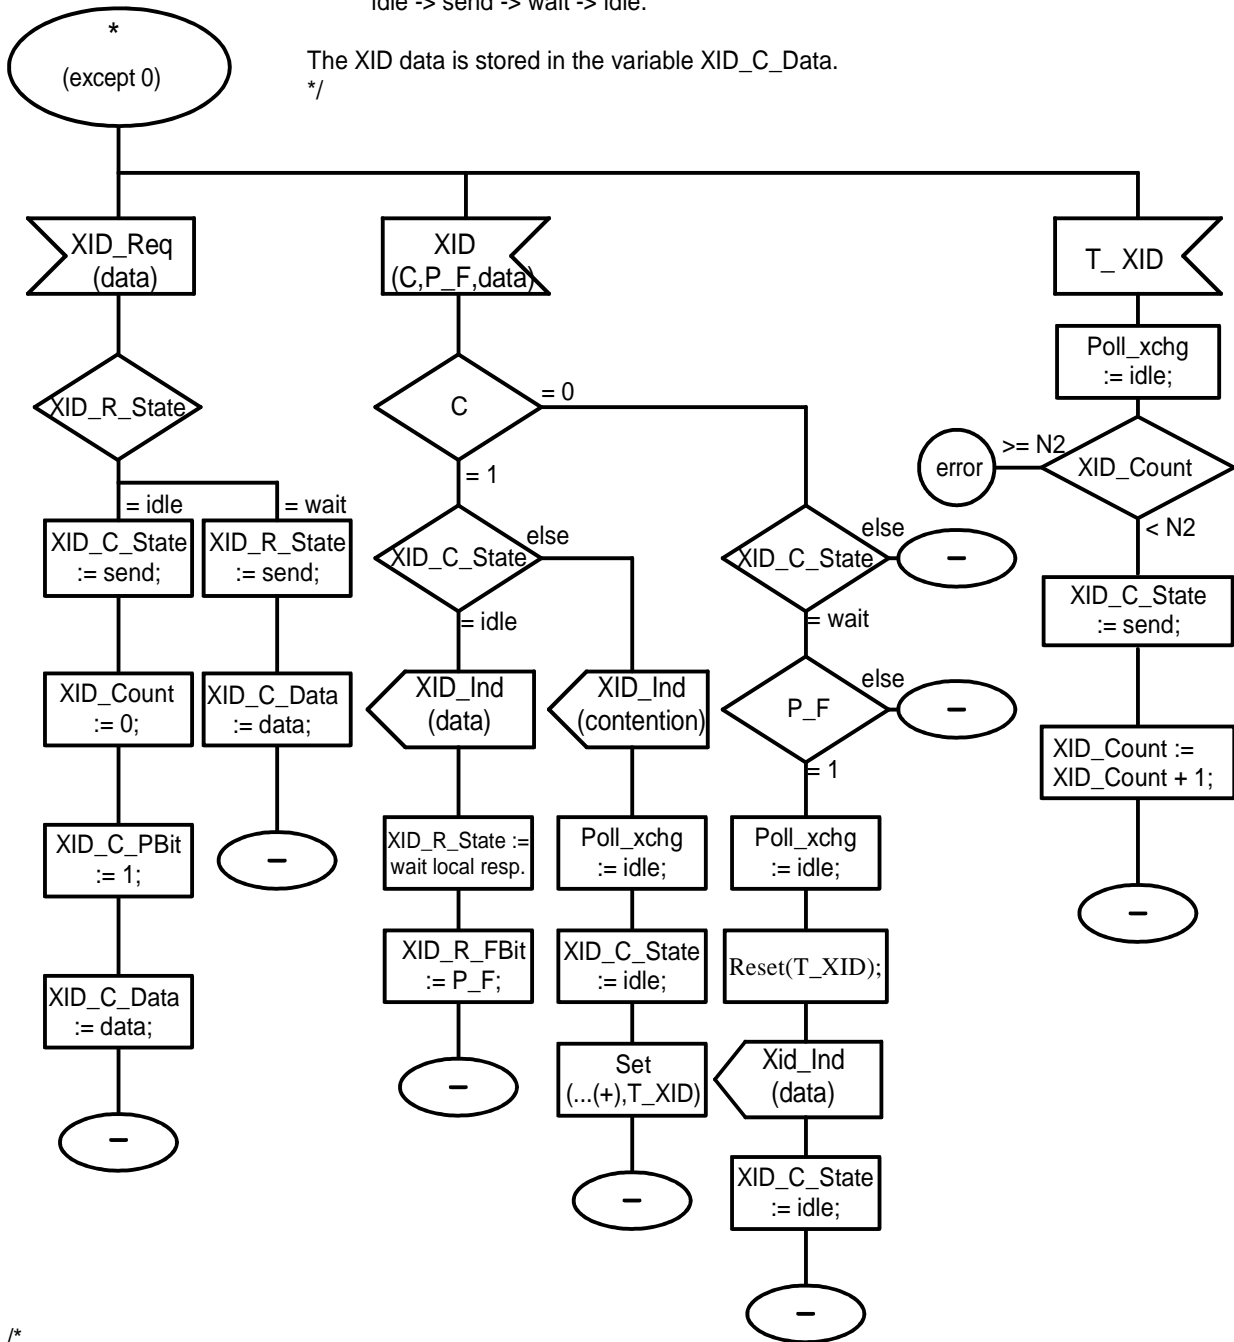 idle -> send -> wait -> idle.
The XID data is stored in the variable XID_C_Data.
*/
*
(except 0)
XID_Req
(data)
XID_R_State
= idle
= wait
XID_C_State
:= send;
XID_R_State
:= send;
XID_Count
:= 0;
XID_C_Data
:= data;
XID_C_PBit
:= 1;
–
XID_C_Data
:= data;
–
XID
(C,P_F,data)
C
= 0
= 1
XID_C_State
else
= idle
XID_Ind
(data)
XID_R_State :=
wait local resp.
XID_R_FBit
:= P_F;
–
XID_Ind
(contention)
Poll_xchg
:= idle;
XID_C_State
:= idle;
Set
(...(+),T_XID)
–
XID_C_State
else
–
= wait
P_F
else
–
= 1
Poll_xchg
:= idle;
Reset(T_XID);
Xid_Ind
(data)
XID_C_State
:= idle;
–
T_ XID
Poll_xchg
:= idle;
error
>= N2
XID_Count
< N2
XID_C_State
:= send;
XID_Count :=
XID_Count + 1;
–
/*